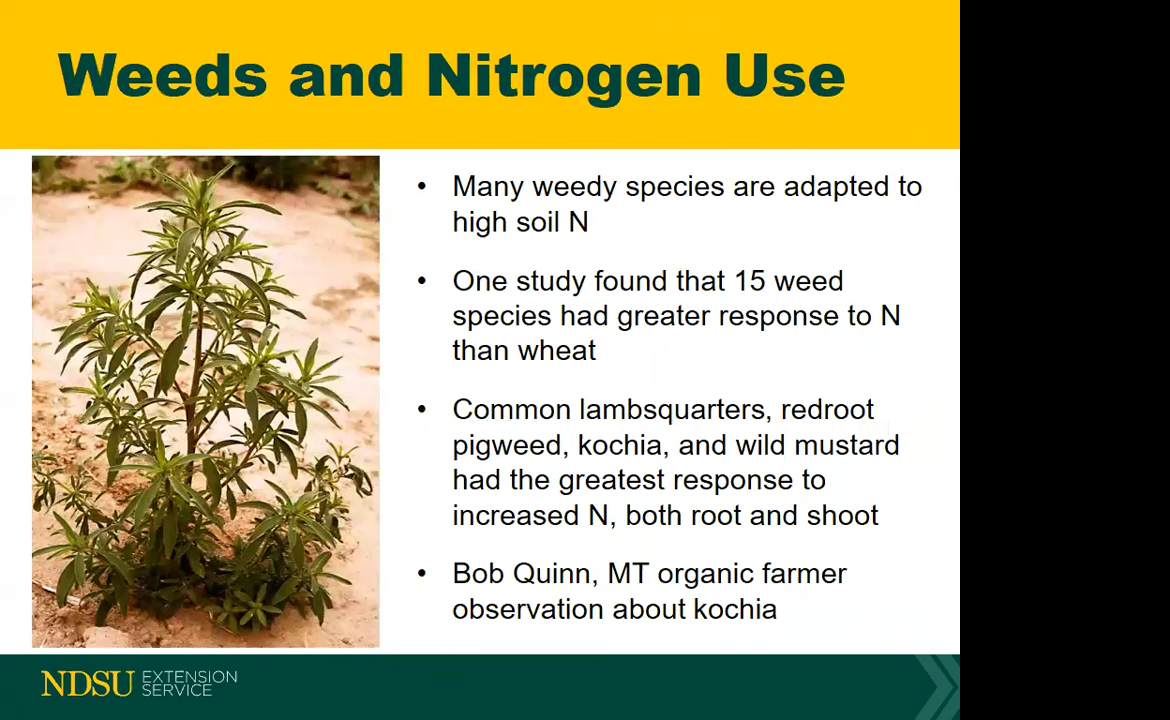 Weeds and Nitrogen Use
• Many weedy species are adapted to
high soil N
• One study found that 15 weed
species had greater response to N
than wheat
• Common lambsquarters, redroot
pigweed, kochia, and wild mustard
had the greatest response to
increased N, both root and shoot
• Bob Quinn, MT organic farmer
observation about kochia
NDSU EXTENSION
SERVICE